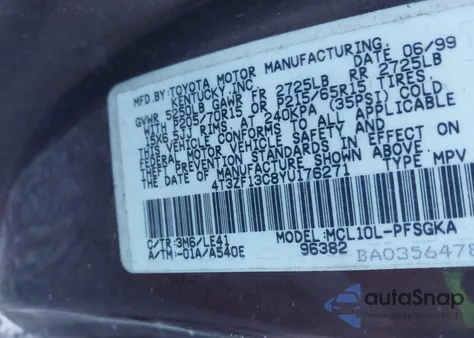 MFD.BY:TOYOTA MOTOR MANUFACTURING, DATE 06/99
KENTUCKY,INC.
GVWR 5250LB GAWR FR 2725LB RR 2725LB
WITH P205/70R15 OR P215/65R15 TIRES,
15X6.5JJ RIMS, AT 240KPA (35PSI) COLD
THIS VEHICLE CONFORMS TO ALL APPLICABLE
FEDERAL MOTOR VEHICLE SAFETY AND
THEFT PREVENTION STANDARDS IN EFFECT ON
THE DATE OF MANUFACTURE SHOWN ABOVE.
4T3ZF13C8YU176271 TYPE MPV
C/TR:3M6/LE41 MODEL:MCL10L-PFSGKA
A/TM:-01A/A540E 96382
BA0356478
autoSnap